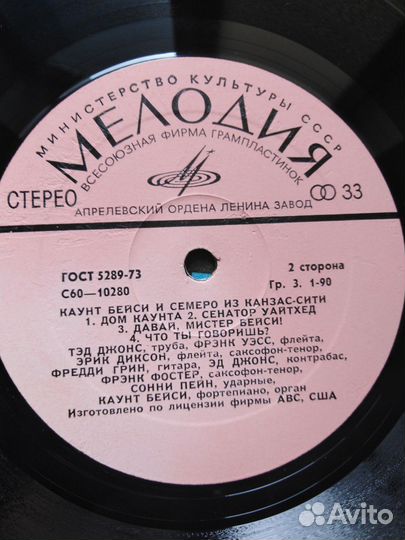 МИНИСТЕРСТВО КУЛЬТУРЫ СССР
МЕЛОДИЯ
ВСЕСОЮЗНАЯ ФИРМА ГРАМПЛАСТИНОК
СТЕРЕО
33
АПРЕЛЕВСКИЙ ОРДЕНА ЛЕНИНА ЗАВОД
ГОСТ 5289-73
2 сторона
С60—10280
Гр. 3. 1-90
КАУНТ БЕЙСИ И СЕМЕРО ИЗ КАНЗАС-СИТИ
1. ДОМ КАУНТА 2. СЕНАТОР УАЙТХЕД
3. ДАВАЙ, МИСТЕР БЕЙСИ!
4. ЧТО ТЫ ГОВОРИШЬ?
ТЭД ДЖОНС, труба, ФРЭНК УЭСС, флейта,
ЭРИК ДИКСОН, флейта, саксофон-тенор,
ФРЕДДИ ГРИН, гитара, ЭД ДЖОНС, контрабас,
ФРЭНК ФОСТЕР, саксофон-тенор,
СОННИ ПЕЙН, ударные,
КАУНТ БЕЙСИ, фортепиано, орган
Изготовлено по лицензии фирмы ABC, США
Avito